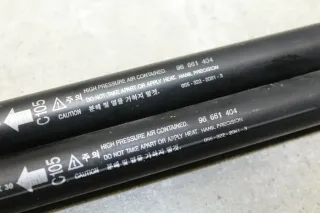 C105 주의 HIGH PRESSURE AIR CONTAINED. 96 661 404
CAUTION DO NOT TAKE APART OR APPLY HEAT. HANIL PRECISION
분해 및 열을 가하지 말것.
C105 주의 HIGH PRESSURE AIR CONTAINED. 96 661 404
30 CAUTION DO NOT TAKE APART OR APPLY HEAT. HANIL PRECISION
분해 및 열을 가하지 말것.